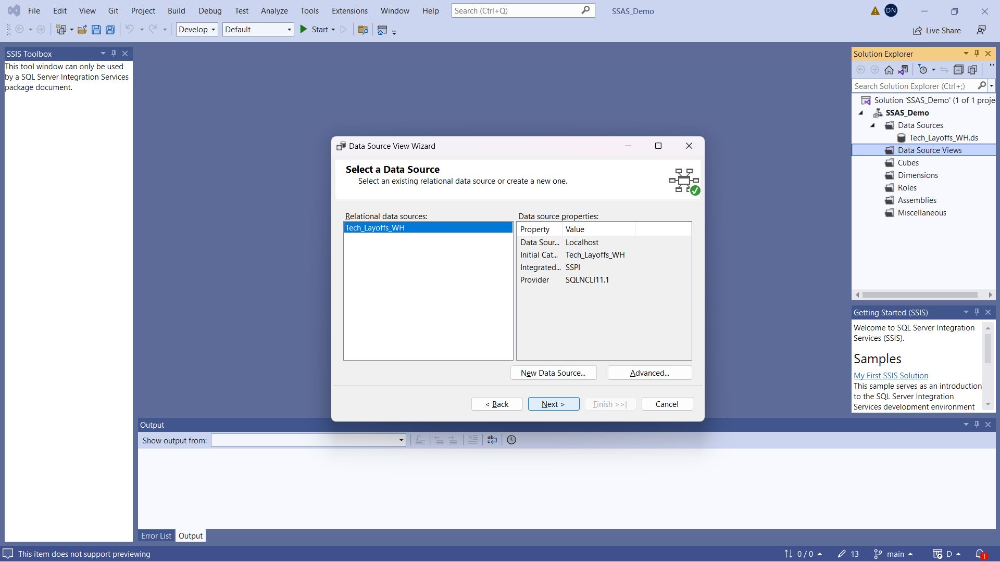 File Edit View Git Project Build Debug Test Analyze Tools Extensions Window Help Search (Ctrl+Q) SSAS_Demo DN
Develop Default Start Live Share
SSIS Toolbox
This tool window can only be used
by a SQL Server Integration Services
package document.
Data Source View Wizard
Select a Data Source
Select an existing relational data source or create a new one.
Relational data sources:
Tech_Layoffs_WH
Data source properties:
Property Value
Data Sour... Localhost
Initial Cat... Tech_Layoffs_WH
Integrated... SSPI
Provider SQLNCLI11.1
New Data Source... Advanced...
< Back Next > Finish >>| Cancel
Solution Explorer
Search Solution Explorer (Ctrl+;)
Solution 'SSAS_Demo' (1 of 1 proje
SSAS_Demo
Data Sources
Tech_Layoffs_WH.ds
Data Source Views
Cubes
Dimensions
Roles
Assemblies
Miscellaneous
Getting Started (SSIS)
Welcome to SQL Server Integration
Services (SSIS).
Samples
My First SSIS Solution
This sample serves as an introduction
to the SQL Server Integration
Services development environment
Output
Show output from:
Error List Output
This item does not support previewing 0 / 0 13 main D 1